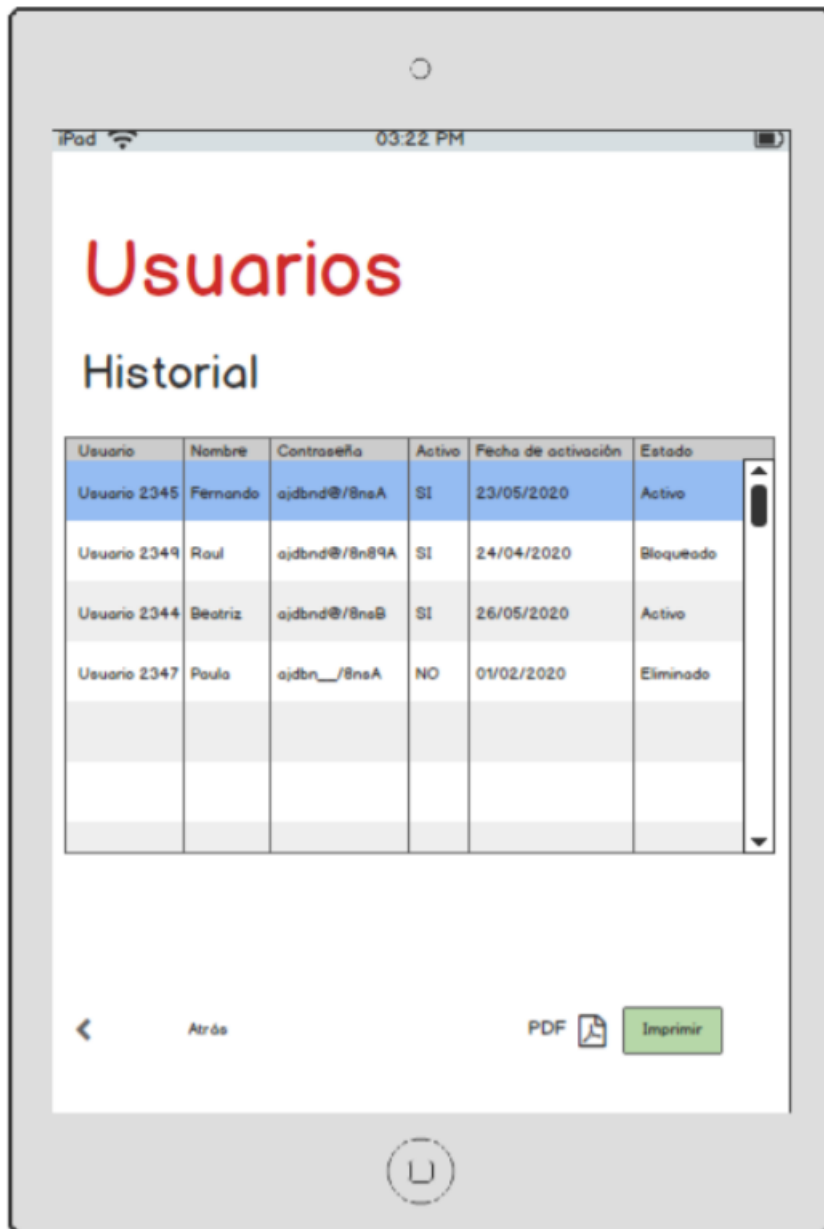 iPad 03:22 PM
Usuarios
Historial
Usuario Nombre Contraseña Activo Fecha de activación Estado
Usuario 2345 Fernando ajdbnd@/8nsA SI 23/05/2020 Activo
Usuario 2349 Raul ajdbnd@/8n89A SI 24/04/2020 Bloqueado
Usuario 2344 Beatriz ajdbnd@/8nsB SI 26/05/2020 Activo
Usuario 2347 Paula ajdbn__/8nsA NO 01/02/2020 Eliminado
Atrás PDF Imprimir